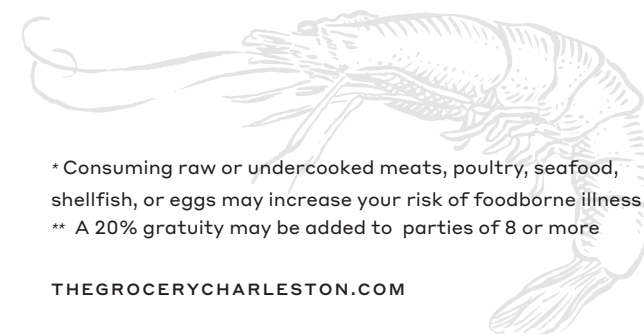 * Consuming raw or undercooked meats, poultry, seafood,
shellfish, or eggs may increase your risk of foodborne illness
** A 20% gratuity may be added to parties of 8 or more
THEGROCERYCHARLESTON.COM